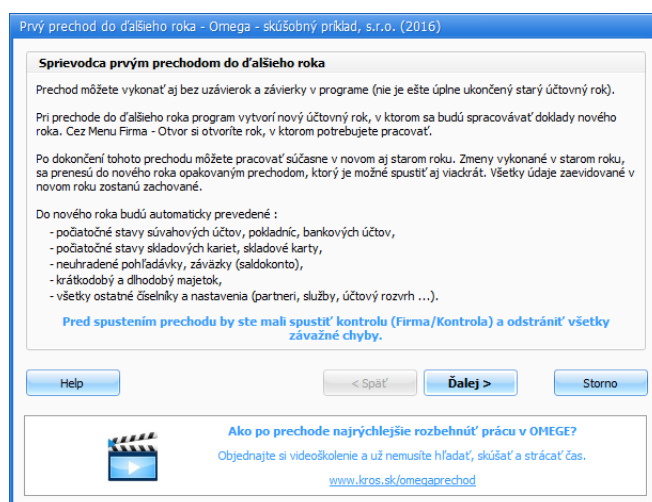 Prvý prechod do ďalšieho roka - Omega - skúšobný príklad, s.r.o. (2016)
Sprievodca prvým prechodom do ďalšieho roka
Prechod môžete vykonať aj bez uzávierok a závierky v programe (nie je ešte úplne ukončený starý účtovný rok).
Pri prechode do ďalšieho roka program vytvorí nový účtovný rok, v ktorom sa budú spracovávať doklady nového
roka. Cez Menu Firma - Otvor si otvoríte rok, v ktorom potrebujete pracovať.
Po dokončení tohoto prechodu môžete pracovať súčasne v novom aj starom roku. Zmeny vykonané v starom roku,
sa prenesú do nového roka opakovaným prechodom, ktorý je možné spustiť aj viackrát. Všetky údaje zaevidované v
novom roku zostanú zachované.
Do nového roka budú automaticky prevedené :
- počiatočné stavy súvahových účtov, pokladníc, bankových účtov,
- počiatočné stavy skladových kariet, skladové karty,
- neuhradené pohľadávky, záväzky (saldokonto),
- krátkodobý a dlhodobý majetok,
- všetky ostatné číselníky a nastavenia (partneri, služby, účtový rozvrh ...).
Pred spustením prechodu by ste mali spustiť kontrolu (Firma/Kontrola) a odstrániť všetky
závažné chyby.
Help
< Späť
Ďalej >
Storno
Ako po prechode najrýchlejšie rozbehnúť prácu v OMEGE?
Objednajte si videoškolenie a už nemusíte hľadať, skúšať a strácať čas.
www.kros.sk/omegaprechod